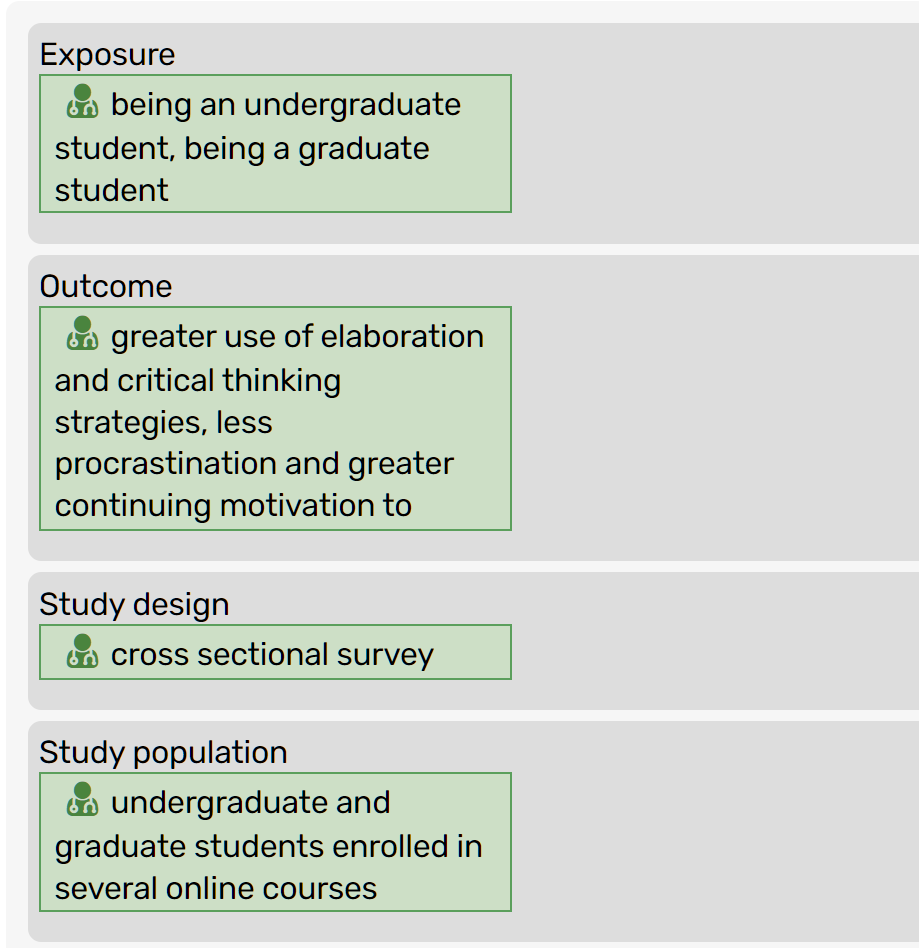 Exposure
being an undergraduate
student, being a graduate
student
Outcome
greater use of elaboration
and critical thinking
strategies, less
procrastination and greater
continuing motivation to
Study design
cross sectional survey
Study population
undergraduate and
graduate students enrolled in
several online courses